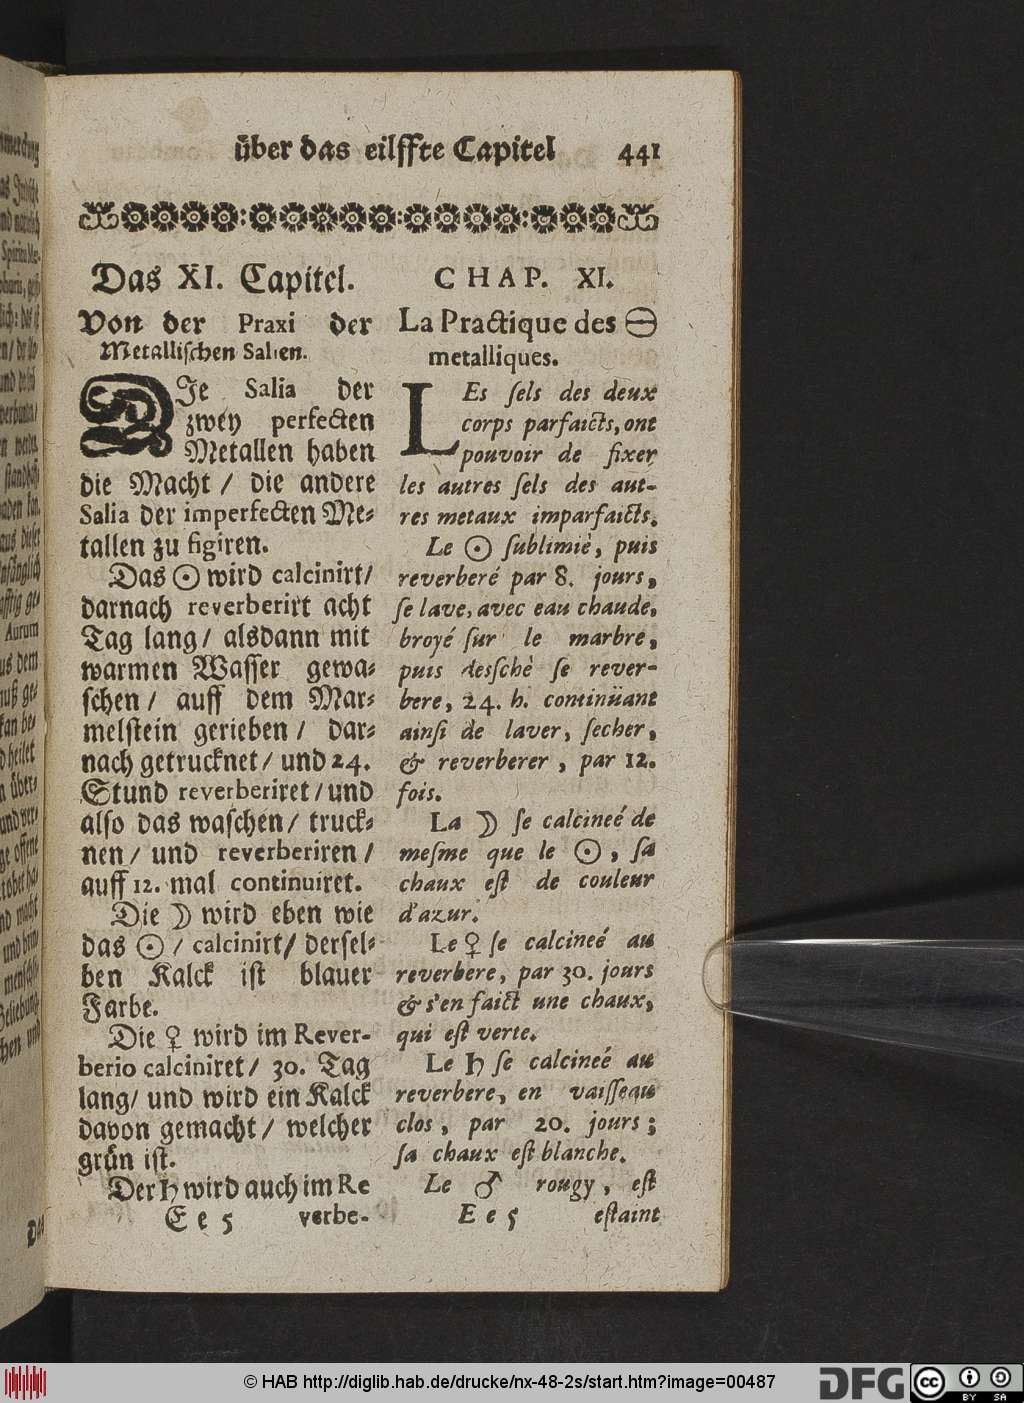 über das eilffte Capitel 441
Das XI. Capitel.
Von der Praxi der
Metallischen Salien.
DIe Salia der
zwey perfecten
Metallen haben
die Macht / die andere
Salia der imperfecten Me⸗
tallen zu figiren.
Das ☉ wird calcinirt /
darnach reverberirt acht
Tag lang / alsdann mit
warmen Wasser gewa⸗
schen / auff dem Mar⸗
melstein gerieben / dar⸗
nach getrucknet / und 24.
Stund reverberiret / und
also das waschen / truck⸗
nen / und reverberiren /
auff 12. mal continuiret.
Die ☽ wird eben wie
das ☉ / calcinirt / dersel⸗
ben Kalck ist blauer
Farbe.
Die ♀ wird im Rever-
berio calciniret / 30. Tag
lang / und wird ein Kalck
davon gemacht / welcher
grün ist.
Der ♄ wird auch im Re
E e 5 verbe-
CHAP. XI.
La Practique des 🜔
metalliques.
LEs ſels des deux
corps parfaicts, ont
pouvoir de fixer
les autres ſels des aut-
res metaux imparfaicts.
Le ☉ ſublimiè, puis
reverberé par 8. jours,
ſe lave, avec eau chaude,
broyé ſur le marbre,
puis desſchè ſe rever-
bere, 24. h. continüant
ainſi de laver, ſecher,
& reverberer, par 12.
fois.
La ☽ ſe calcineé de
meſme que le ☉, ſa
chaux eſt de couleur
d'azur.
Le ♀ ſe calcineé au
reverbere, par 30. jours
& s'en faict une chaux,
qui eſt verte.
Le ♄ ſe calcineé au
reverbere, en vaiſſeau
clos, par 20. jours;
ſa chaux eſt blanche.
Le ♂ rougy, eſt
E e 5 eſtaint
© HAB http://diglib.hab.de/drucke/nx-48-2s/start.htm?image=00487
DFG
cc BY SA